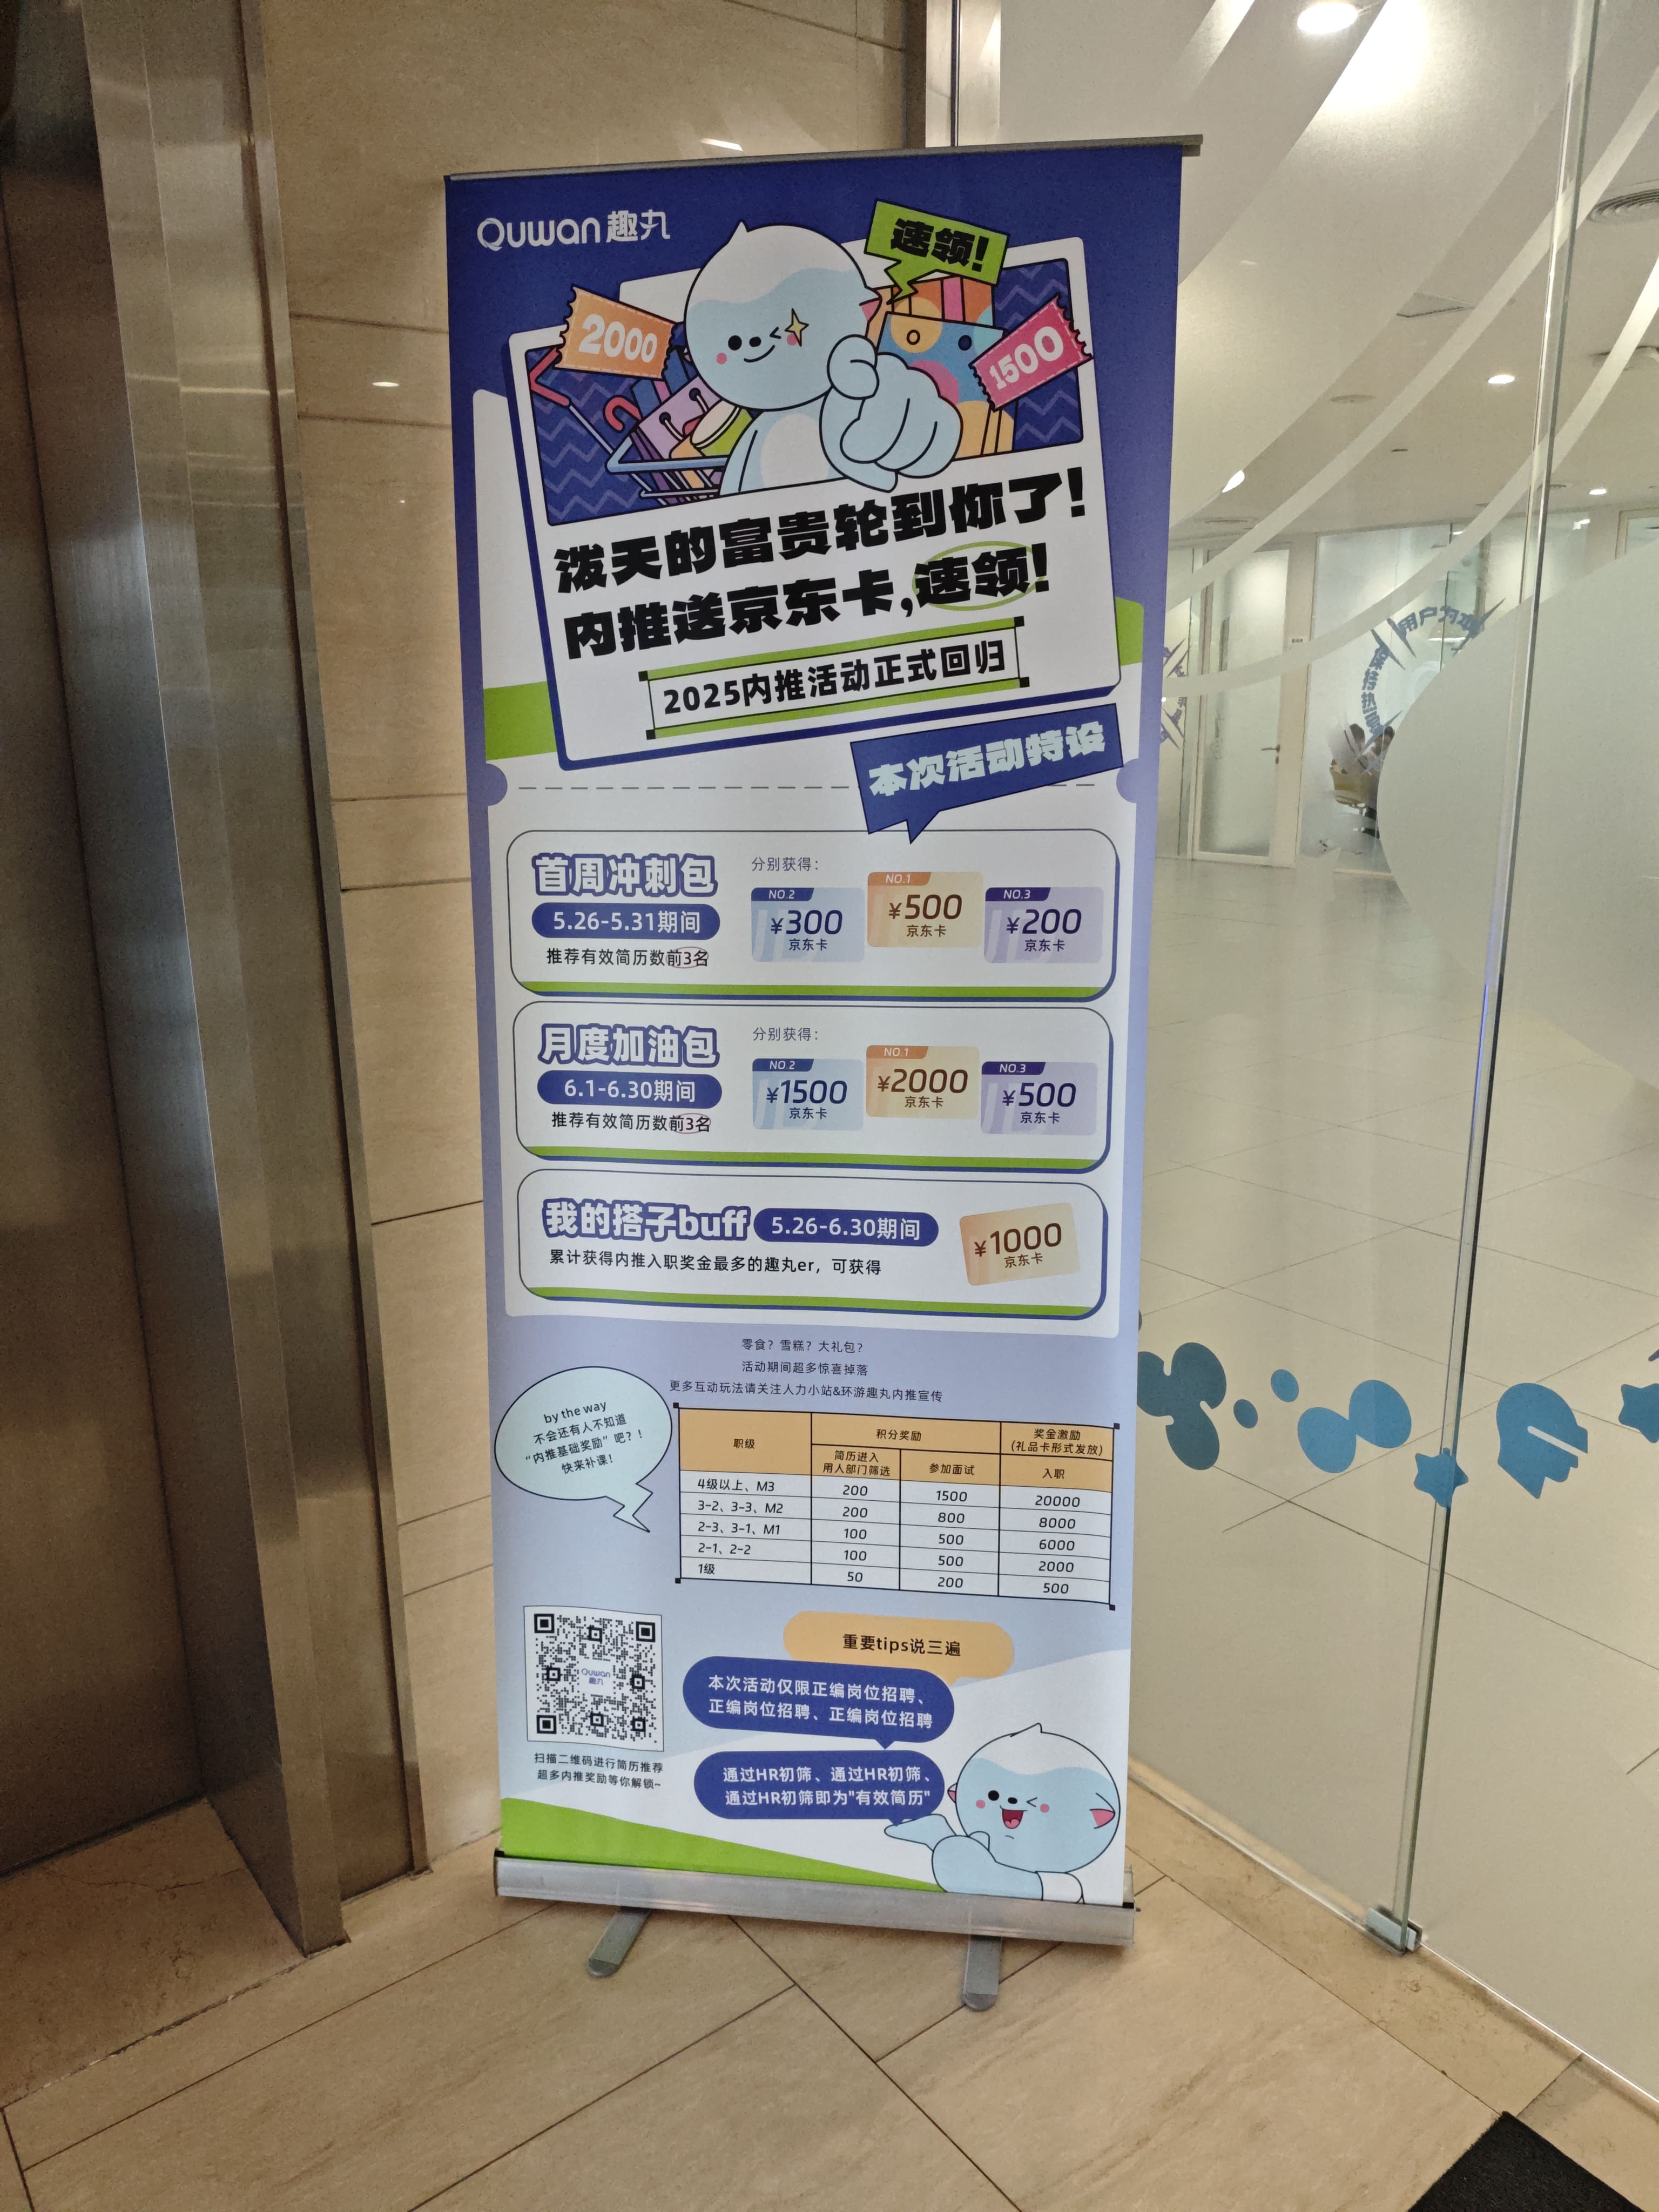 Quwan 趣丸
速领!
2000
1500
泼天的富贵轮到你了!
内推送京东卡,速领!
2025内推活动正式回归
本次活动特设
首周冲刺包
5.26-5.31期间
推荐有效简历数前3名
分别获得:
NO.2
¥300
京东卡
NO.1
¥500
京东卡
NO.3
¥200
京东卡
月度加油包
6.1-6.30期间
推荐有效简历数前3名
分别获得:
NO.2
¥1500
京东卡
NO.1
¥2000
京东卡
NO.3
¥500
京东卡
我的搭子buff 5.26-6.30期间
累计获得内推入职奖金最多的趣丸er，可获得
¥1000
京东卡
零食？雪糕？大礼包？
活动期间超多惊喜掉落
更多互动玩法请关注人力小站&环游趣丸内推宣传
by the way
不会还有人不知道
“内推基础奖励”吧？！
快来补课！
职级 积分奖励 奖金激励
(礼品卡形式发放)
简历进入
用人部门筛选 参加面试 入职
4级以上、M3 200 1500 20000
3-2、3-3、M2 200 800 8000
2-3、3-1、M1 100 500 6000
2-1、2-2 100 500 2000
1级 50 200 500
Quwan
趣丸
扫描二维码进行简历推荐
超多内推奖励等你解锁~
重要tips说三遍
本次活动仅限正编岗位招聘、
正编岗位招聘、正编岗位招聘
通过HR初筛、通过HR初筛、
通过HR初筛即为"有效简历"
用户为本
保持热爱